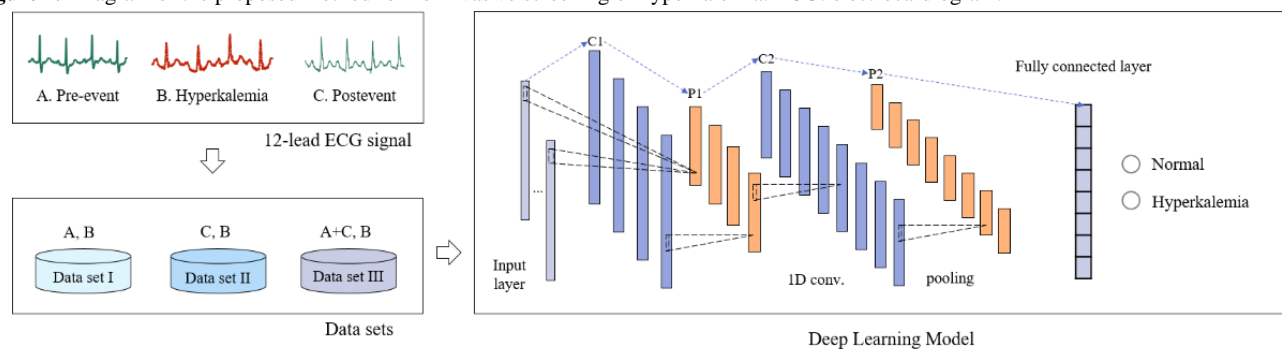 A. Pre-event
B. Hyperkalemia
C. Postevent
12-lead ECG signal
A, B
C, B
A+C, B
Data set I
Data set II
Data set III
Data sets
C1
P1
C2
P2
Fully connected layer
...
Input
layer
1D conv.
pooling
Normal
Hyperkalemia
Deep Learning Model